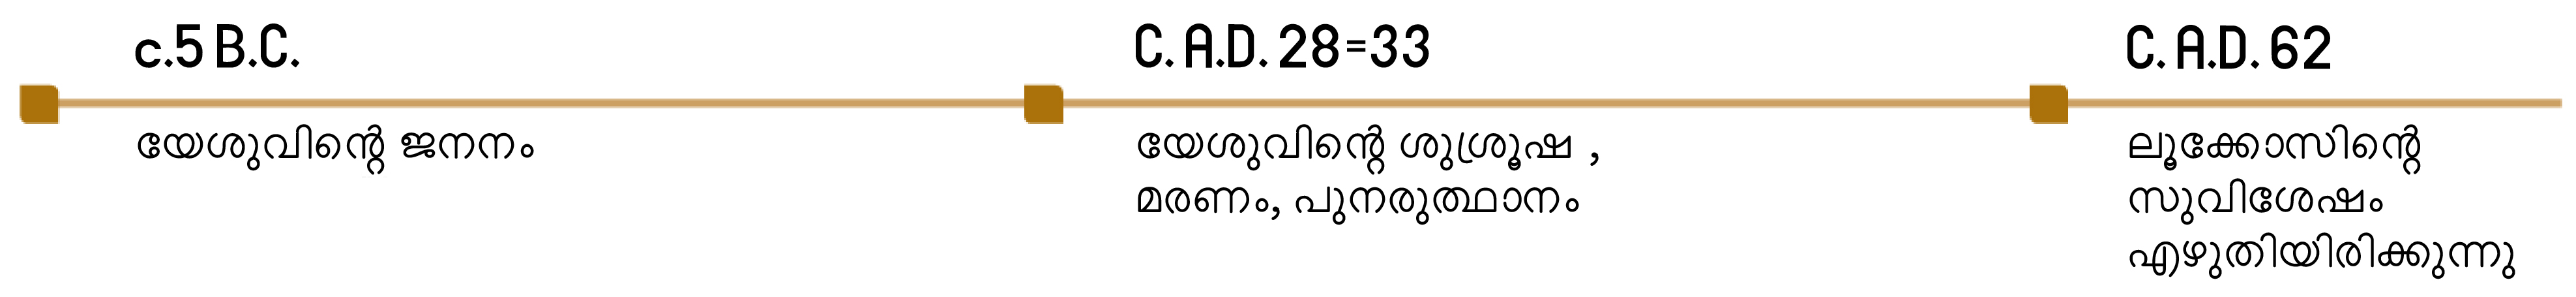 c.5 B.C.
യേശുവിന്റെ ജനനം
C. A.D. 28=33
യേശുവിന്റെ ശുശ്രൂഷ ,
മരണം, പുനരുത്ഥാനം
C. A.D. 62
ലൂക്കോസിന്റെ
സുവിശേഷം
എഴുതിയിരിക്കുന്നു